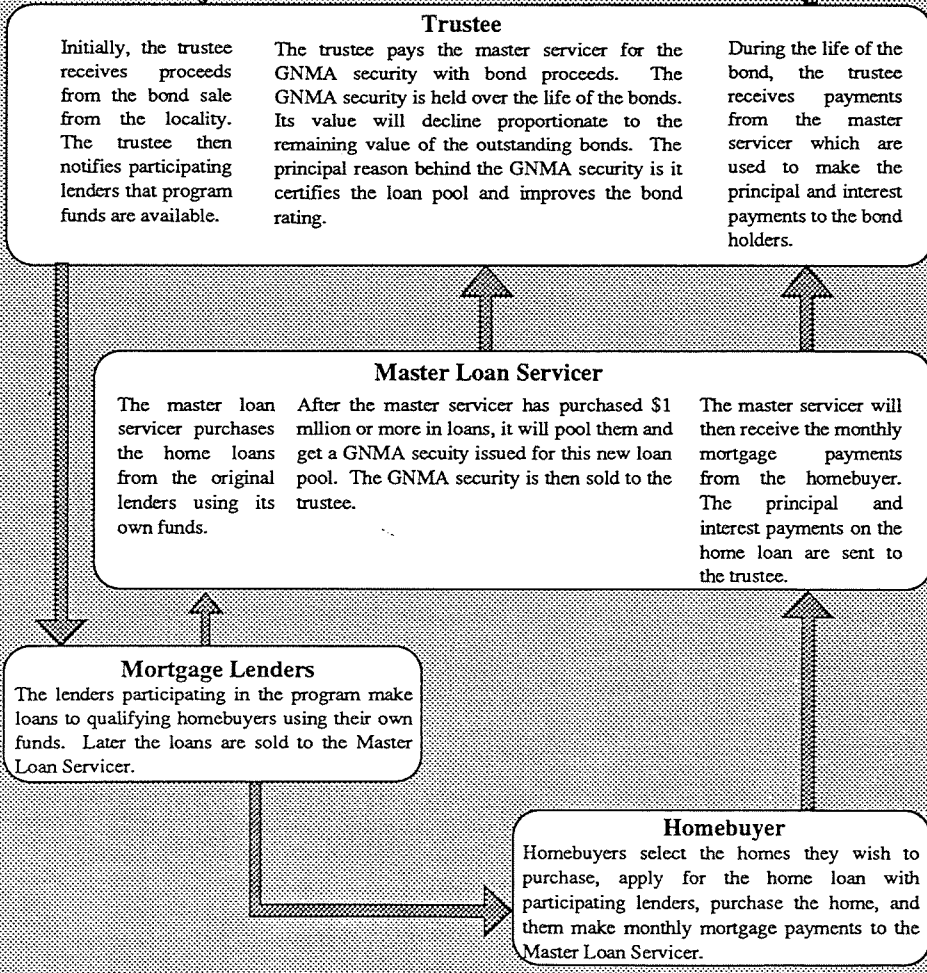 Trustee
Initially, the trustee
receives proceeds
from the bond sale
from the locality.
The trustee then
notifies participating
lenders that program
funds are available.
The trustee pays the master servicer for the
GNMA security with bond proceeds. The
GNMA security is held over the life of the bonds.
Its value will decline proportionate to the
remaining value of the outstanding bonds. The
principal reason behind the GNMA security is it
certifies the loan pool and improves the bond
rating.
During the life of the
bond, the trustee
receives payments
from the master
servicer which are
used to make the
principal and interest
payments to the bond
holders.
Master Loan Servicer
The master loan
servicer purchases
the home loans
from the original
lenders using its
own funds.
After the master servicer has purchased $1
mllion or more in loans, it will pool them and
get a GNMA secuity issued for this new loan
pool. The GNMA security is then sold to the
trustee.
The master servicer will
then receive the monthly
mortgage payments
from the homebuyer.
The principal and
interest payments on the
home loan are sent to
the trustee.
Mortgage Lenders
The lenders participating in the program make
loans to qualifying homebuyers using their own
funds. Later the loans are sold to the Master
Loan Servicer.
Homebuyer
Homebuyers select the homes they wish to
purchase, apply for the home loan with
participating lenders, purchase the home, and
them make monthly mortgage payments to the
Master Loan Servicer.